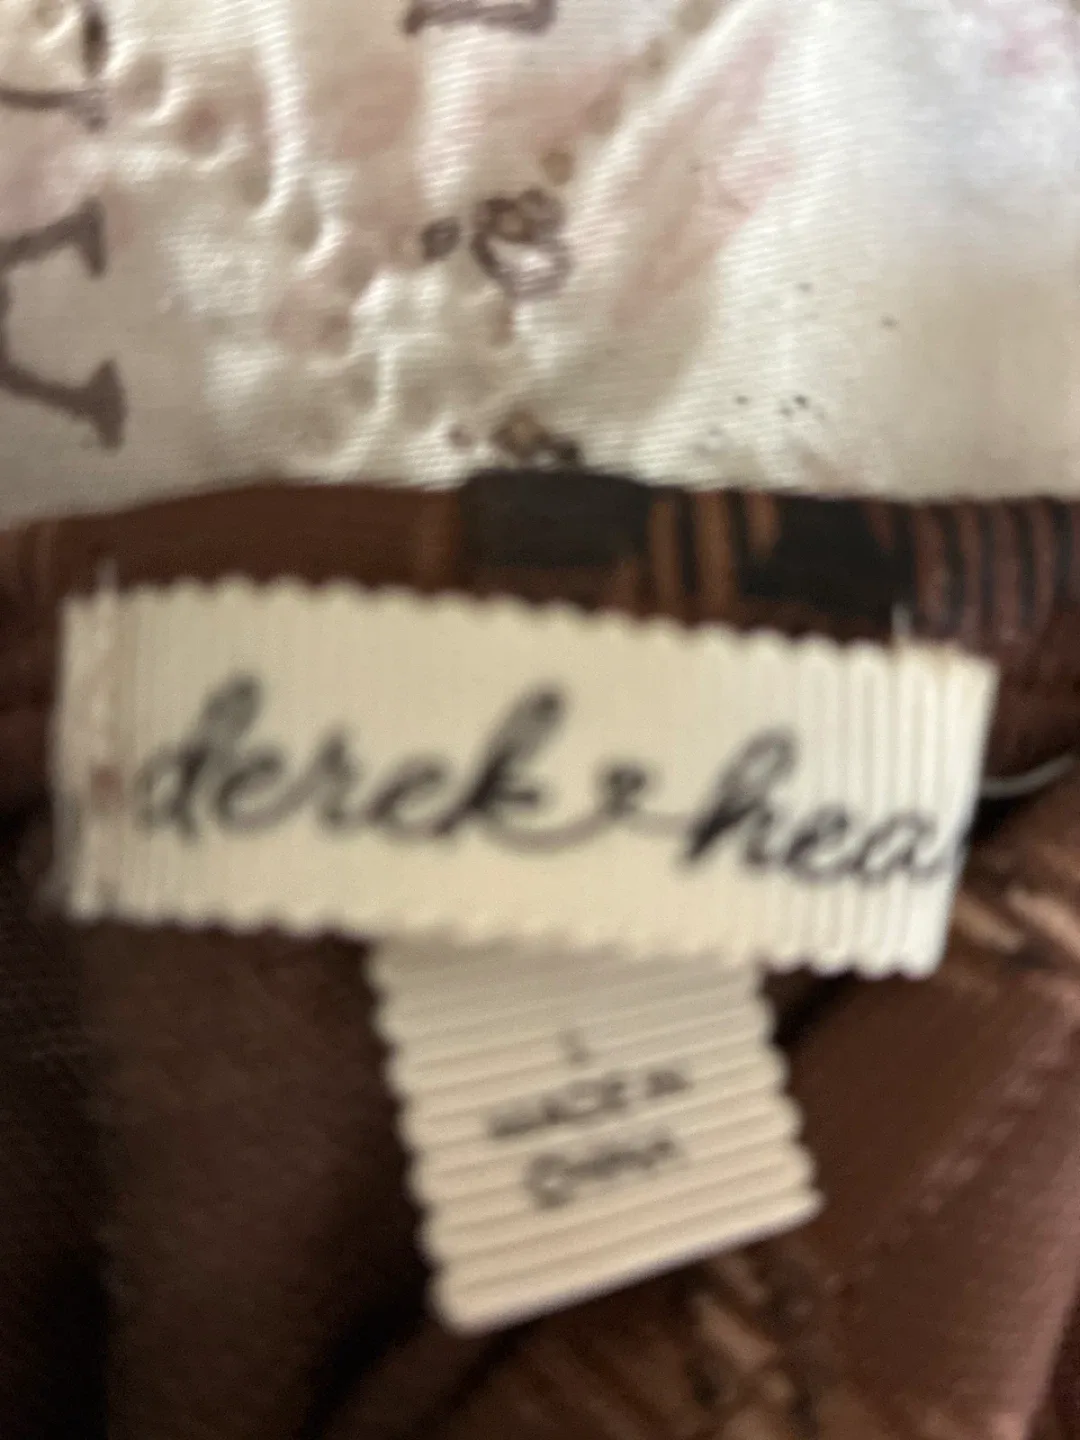 derek & hea
L
MADE IN
CHINA